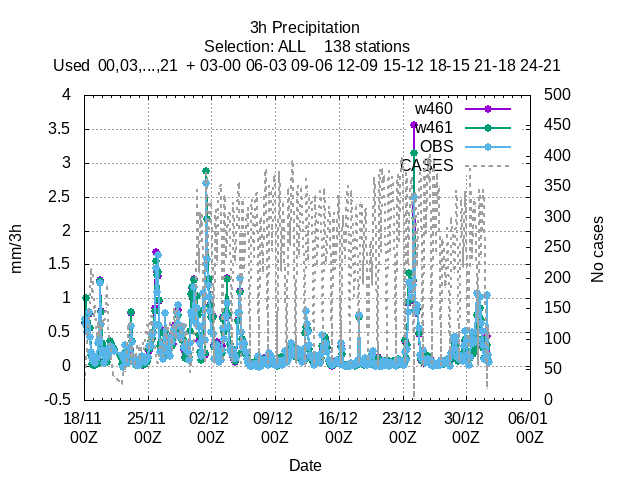 3h Precipitation
Selection: ALL 138 stations
Used 00,03,...,21 + 03-00 06-03 09-06 12-09 15-12 18-15 21-18 24-21
4 500
3.5 450
3 400
2.5 350
2 300
1.5 250
1 200
0.5 150
0 100
-0.5 50
0
w460
w461
OBS
CASES
mm/3h
No cases
18/11 25/11 02/12 09/12 16/12 23/12 30/12 06/01
00Z 00Z 00Z 00Z 00Z 00Z 00Z 00Z
Date